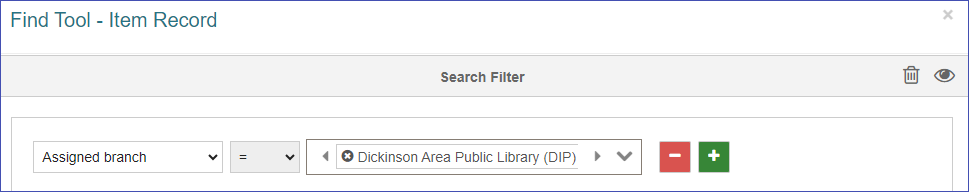 Find Tool - Item Record
Search Filter
Assigned branch = Dickinson Area Public Library (DIP)